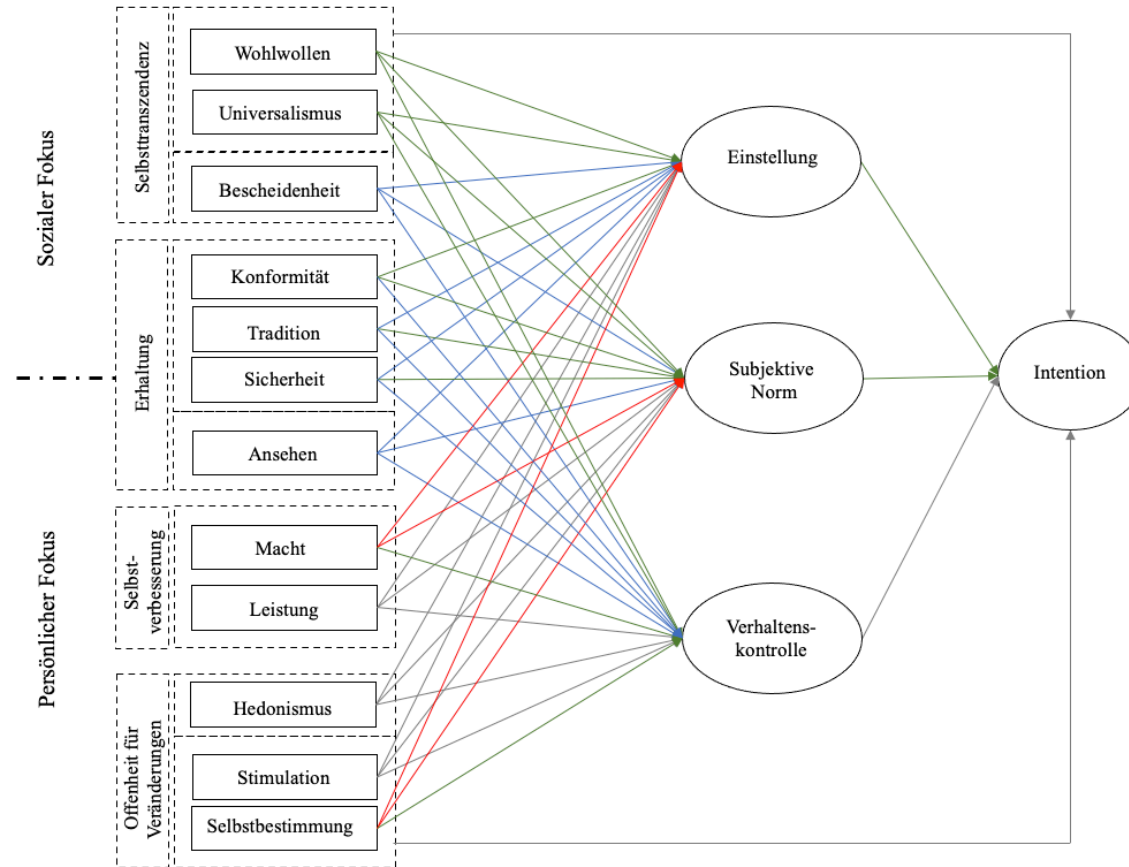 Sozialer Fokus
Persönlicher Fokus
Selbsttranszendenz
Wohlwollen
Universalismus
Bescheidenheit
Erhaltung
Konformität
Tradition
Sicherheit
Ansehen
Selbst-
verbesserung
Macht
Leistung
Offenheit für
Veränderungen
Hedonismus
Stimulation
Selbstbestimmung
Einstellung
Subjektive
Norm
Verhaltens-
kontrolle
Intention